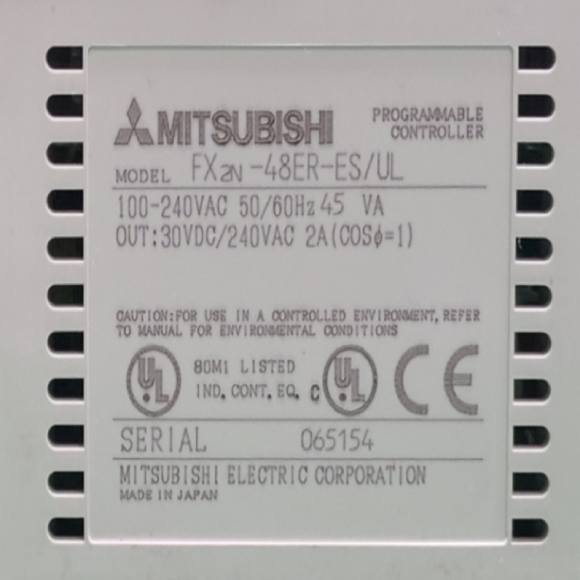 MITSUBISHI PROGRAMMABLE CONTROLLER
MODEL FX2N-48ER-ES/UL
100-240VAC 50/60Hz 45 VA
OUT:30VDC/240VAC 2A(COSϕ=1)
CAUTION:FOR USE IN A CONTROLLED ENVIRONMENT, REFER
TO MANUAL FOR ENVIRONMENTAL CONDITIONS
UL 80M1 LISTED
IND. CONT. EQ. C UL CE
SERIAL 065154
MITSUBISHI ELECTRIC CORPORATION
MADE IN JAPAN